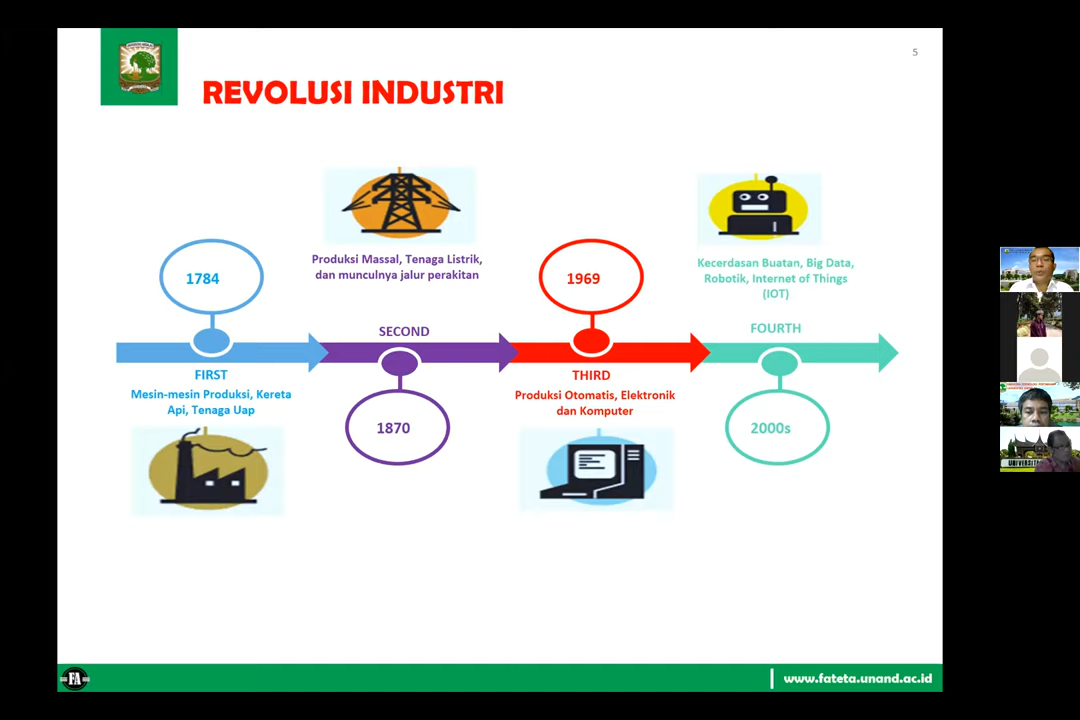 5
REVOLUSI INDUSTRI
1784
FIRST
Mesin-mesin Produksi, Kereta
Api, Tenaga Uap
Produksi Massal, Tenaga Listrik,
dan munculnya jalur perakitan
SECOND
1870
1969
THIRD
Produksi Otomatis, Elektronik
dan Komputer
Kecerdasan Buatan, Big Data,
Robotik, Internet of Things
(IOT)
FOURTH
2000s
FA
www.fateta.unand.ac.id